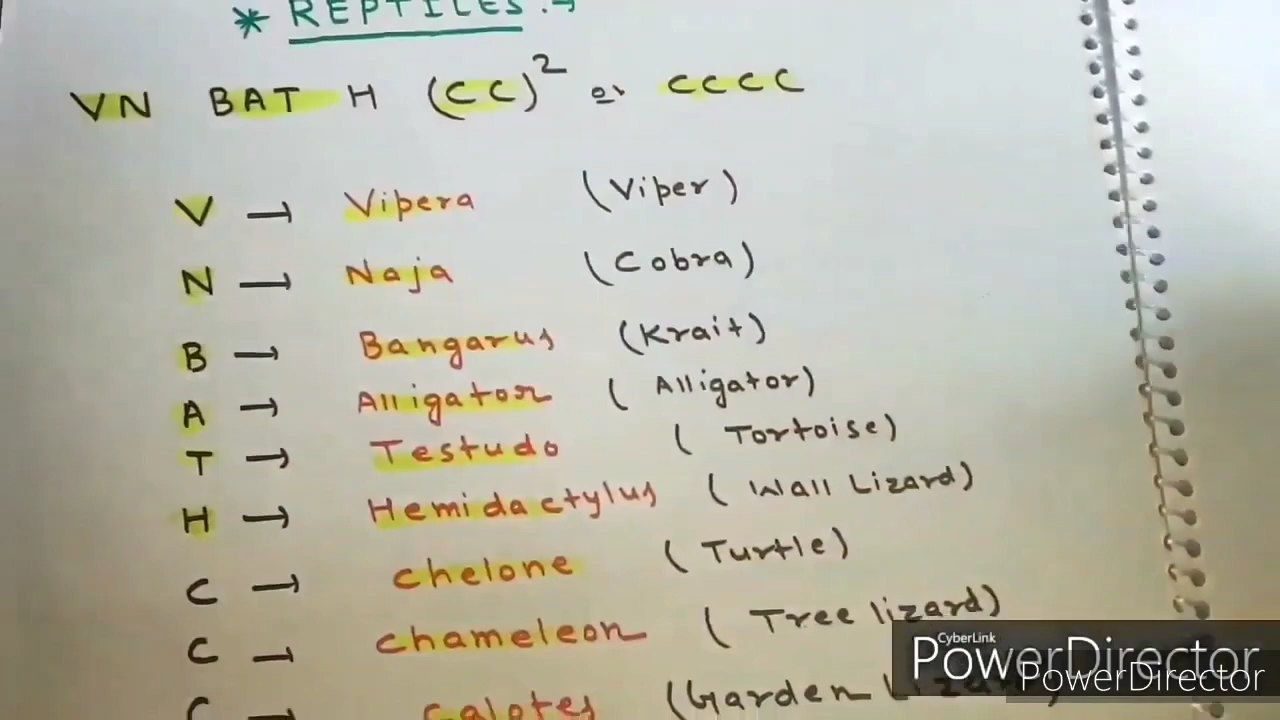 * REPTILES :→
VN BAT H (CC)² or CCCC
V → Vipera (Viper)
N → Naja (Cobra)
B → Bangarus (Krait)
A → Alligator (Alligator)
T → Testudo (Tortoise)
H → Hemidactylus (Wall Lizard)
C → Chelone (Turtle)
C → Chameleon (Tree lizard)
C → Calotes (Garden Lizard)
CyberLink
PowerDirector
PowerDirector